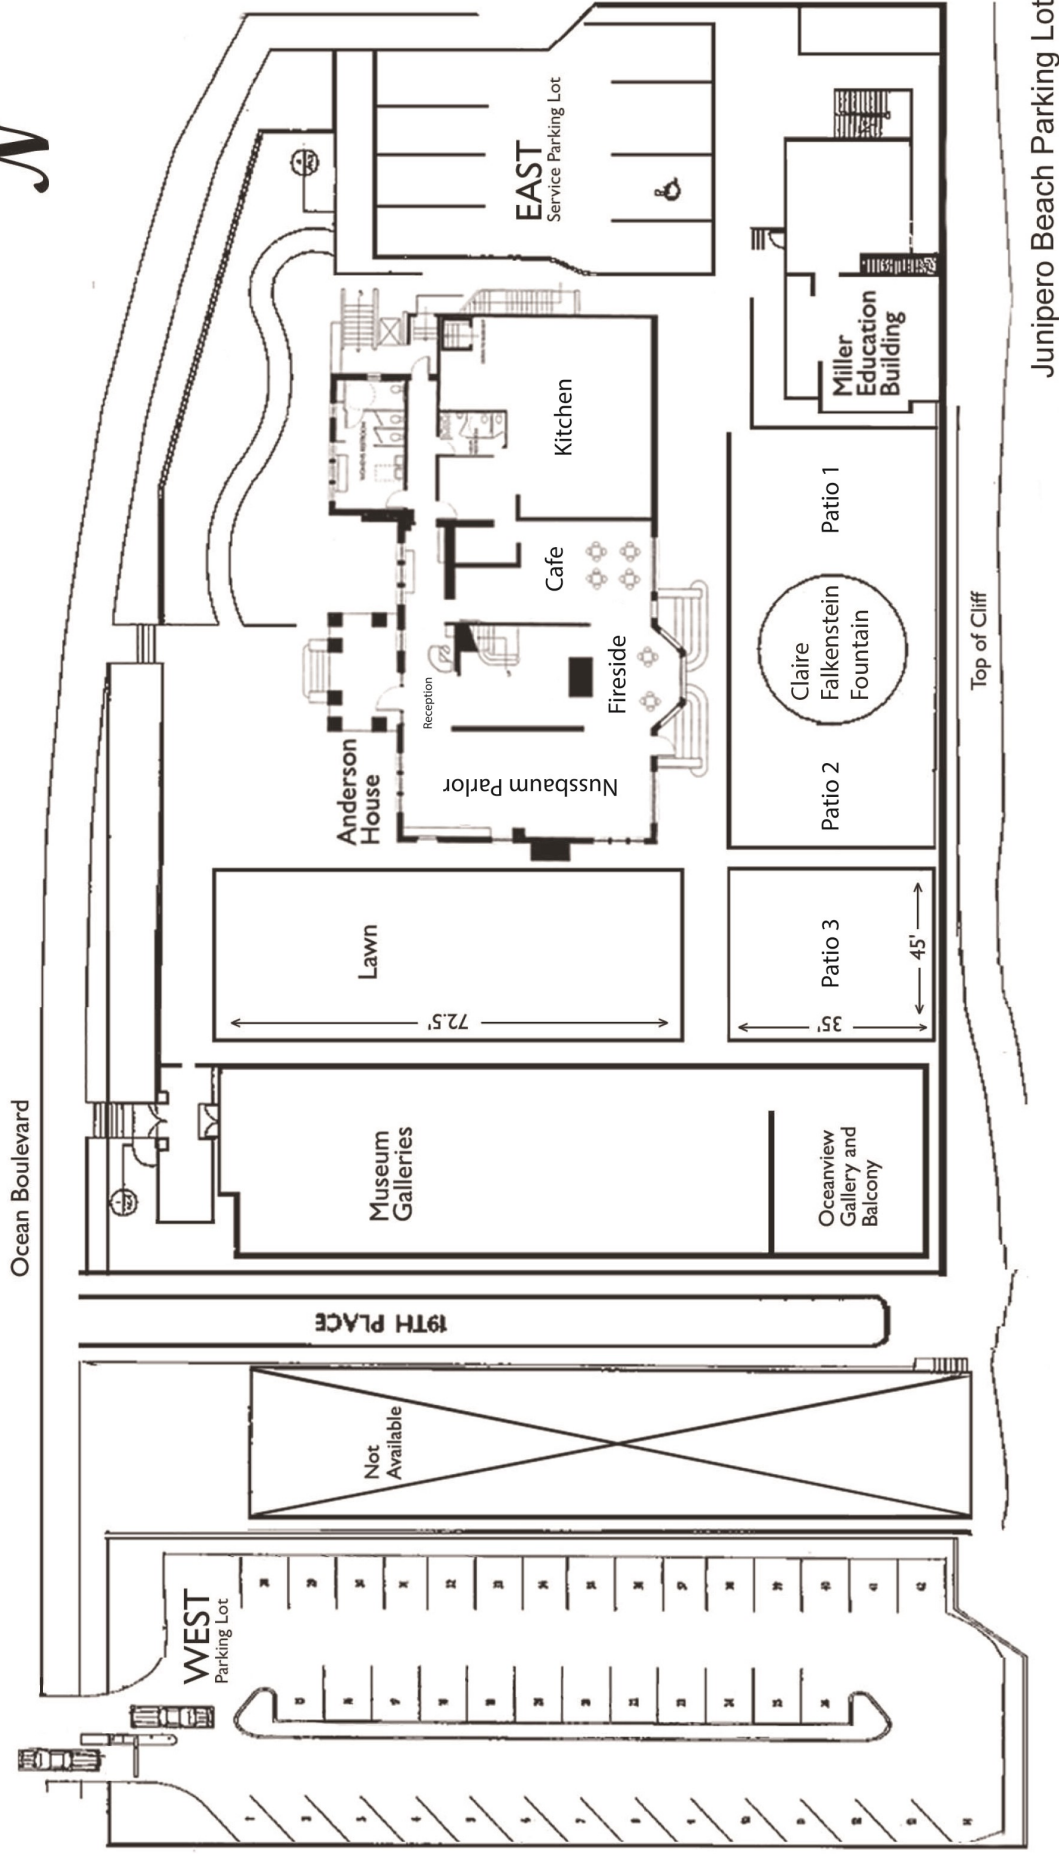 N
Ocean Boulevard
WEST
Parking Lot
Not
Available
19TH PLACE
Museum
Galleries
Oceanview
Gallery and
Balcony
Lawn
72.5'
Patio 3
35'
45'
Anderson
House
Reception
Nussbaum Parlor
Fireside
Cafe
Kitchen
WOMEN'S RESTROOM
Patio 2
Claire
Falkenstein
Fountain
Patio 1
Miller
Education
Building
EAST
Service Parking Lot
Top of Cliff
Junipero Beach Parking Lot